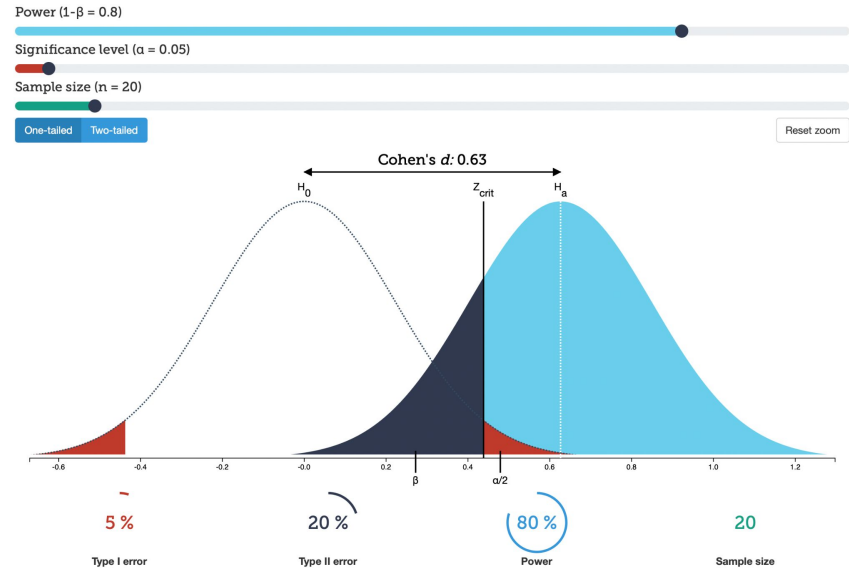 Power (1-β = 0.8)
Significance level (α = 0.05)
Sample size (n = 20)
One-tailed Two-tailed Reset zoom
Cohen's d: 0.63
H0 Zcrit Ha
-0.6 -0.4 -0.2 -0.0 0.2 0.4 0.6 0.8 1.0 1.2
β α/2
5 % 20 % 80 % 20
Type I error Type II error Power Sample size